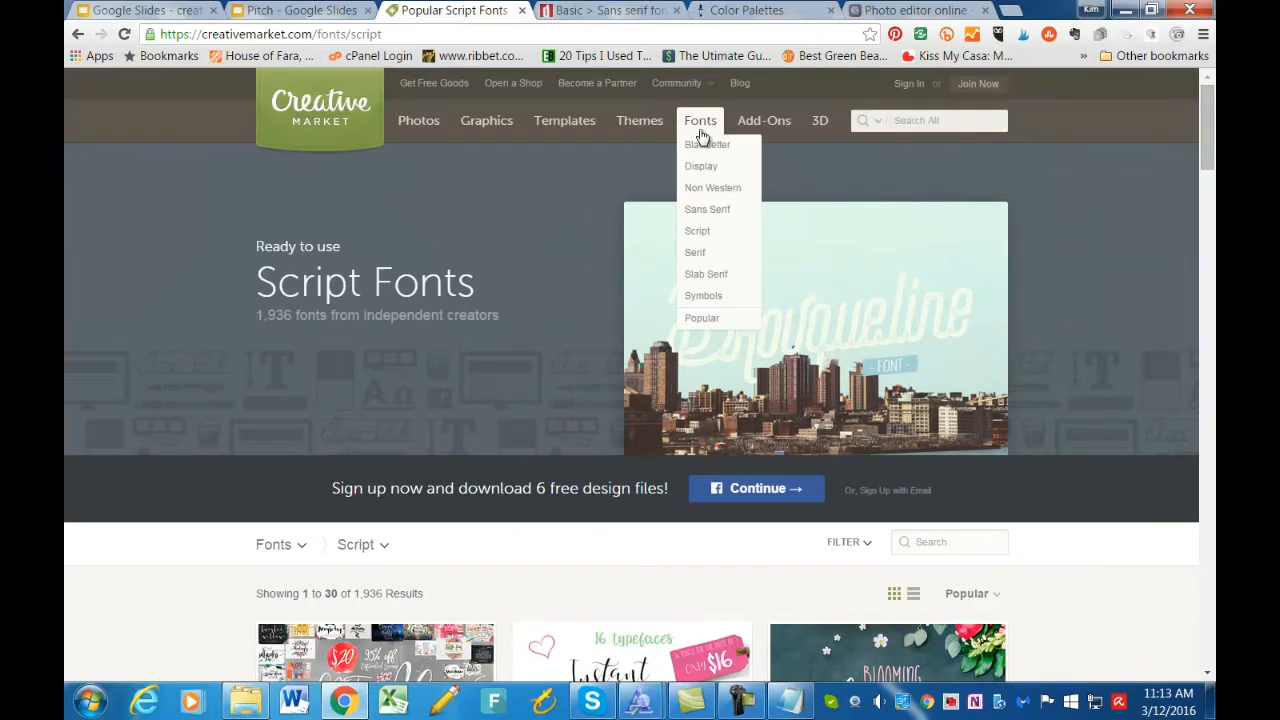 Google Slides - creat
Pitch - Google Slides
Popular Script Fonts
Basic > Sans serif fon
Color Palettes
Photo editor online -
Kim
https://creativemarket.com/fonts/script
Apps
Bookmarks
House of Fara, ...
cPanel Login
www.ribbet.co...
20 Tips I Used T...
The Ultimate Gu...
Best Green Bea...
Kiss My Casa: M...
»
Other bookmarks
Creative
MARKET
Get Free Goods
Open a Shop
Become a Partner
Community
Blog
Sign In or Join Now
Photos
Graphics
Templates
Themes
Fonts
Add-Ons
3D
Search All
Display
Non Western
Sans Serif
Script
Serif
Slab Serif
Symbols
Popular
Ready to use
Script Fonts
1,936 fonts from independent creators
- FONT -
Sign up now and download 6 free design files!
Continue →
Or, Sign Up with Email
Fonts
Script
FILTER
Search
Showing 1 to 30 of 1,936 Results
Popular
$20
95% off
16 typefaces
Instant
ONLY $16
BLOOMING
11:13 AM
3/12/2016